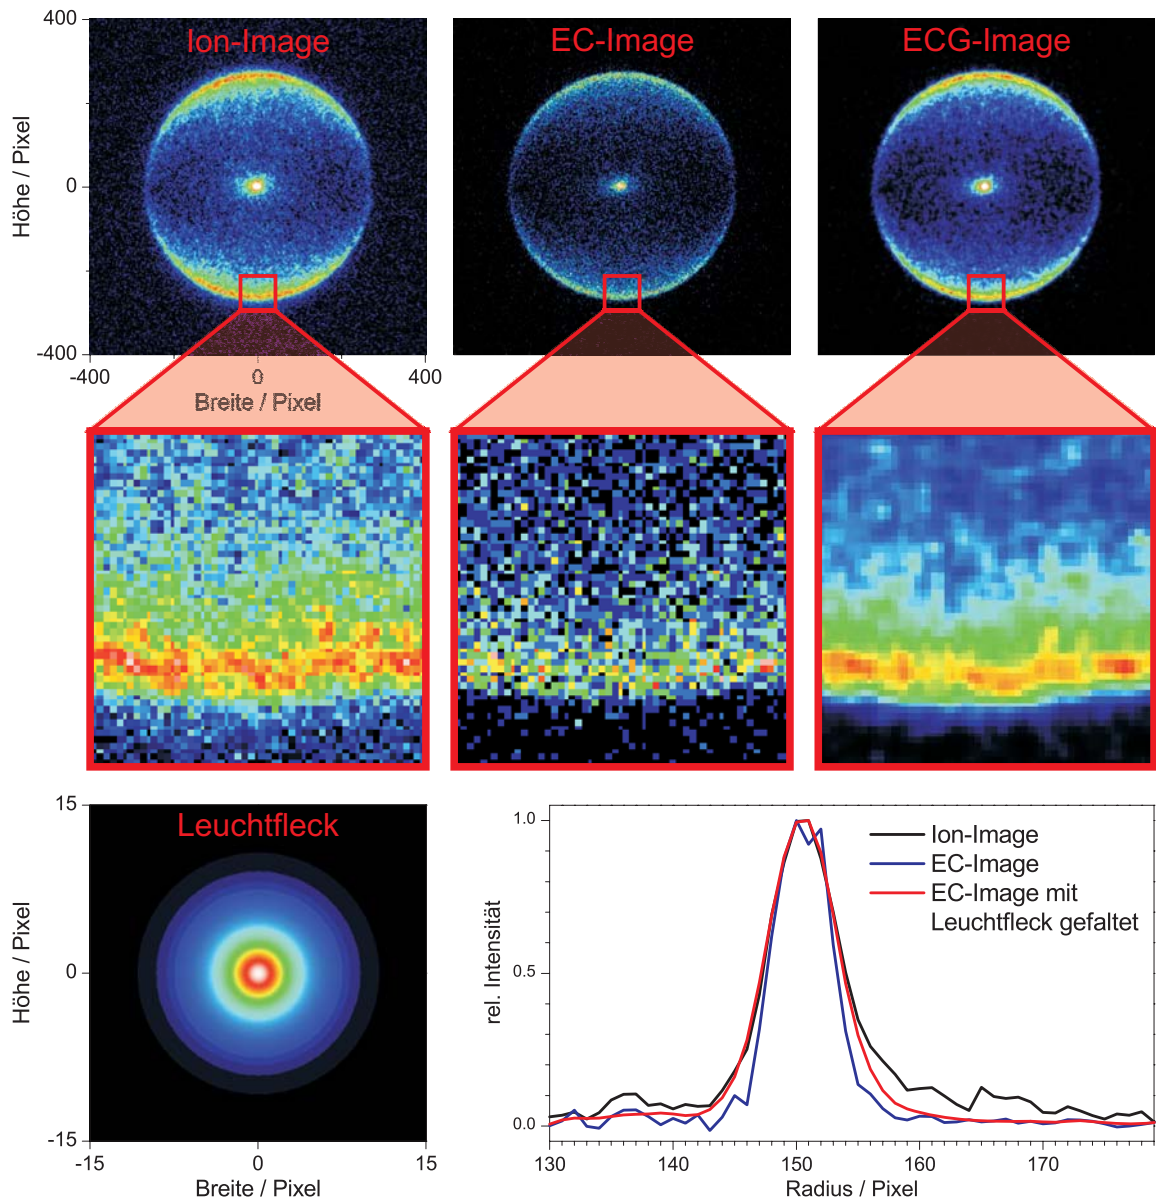 400
Ion-Image
EC-Image
ECG-Image
Höhe / Pixel
0
-400
-400
0
400
Breite / Pixel
15
Leuchtfleck
Höhe / Pixel
0
-15
-15
0
15
Breite / Pixel
1.0
Ion-Image
EC-Image
EC-Image mit
Leuchtfleck gefaltet
rel. Intensität
0.5
0.0
130
140
150
160
170
Radius / Pixel